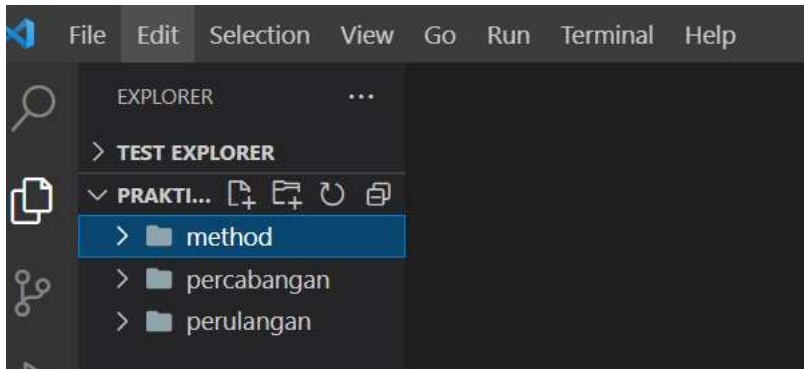 File Edit Selection View Go Run Terminal Help
EXPLORER ...
> TEST EXPLORER
PRAKTI...
> method
> percabangan
> perulangan